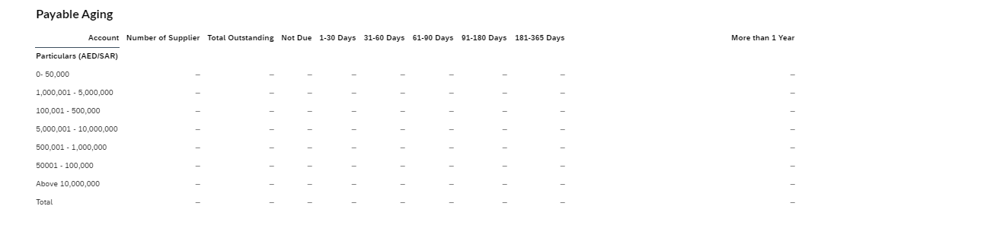 Payable Aging
Account Number of Supplier Total Outstanding Not Due 1-30 Days 31-60 Days 61-90 Days 91-180 Days 181-365 Days More than 1 Year
Particulars (AED/SAR)
0- 50,000 – – – – – – – – –
1,000,001 - 5,000,000 – – – – – – – – –
100,001 - 500,000 – – – – – – – – –
5,000,001 - 10,000,000 – – – – – – – – –
500,001 - 1,000,000 – – – – – – – – –
50001 - 100,000 – – – – – – – – –
Above 10,000,000 – – – – – – – – –
Total – – – – – – – – –